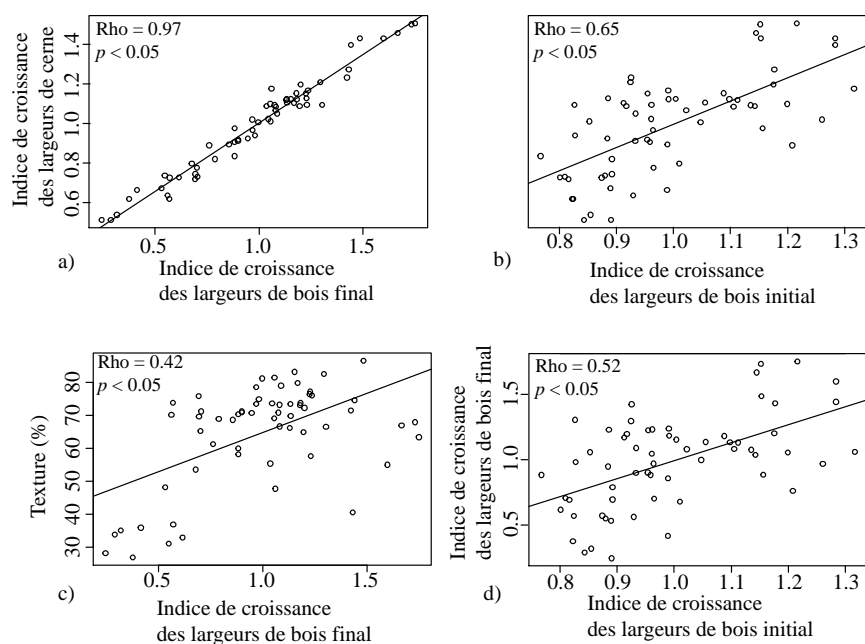 Rho = 0.97
p < 0.05
Indice de croissance
des largeurs de cerne
0.6 0.8 1.0 1.2 1.4
0.5 1.0 1.5
a)
Indice de croissance
des largeurs de bois final
Rho = 0.65
p < 0.05
0.8 0.9 1.0 1.1 1.2 1.3
b)
Indice de croissance
des largeurs de bois initial
Rho = 0.42
p < 0.05
Texture (%)
30 40 50 60 70 80
0.5 1.0 1.5
c)
Indice de croissance
des largeurs de bois final
Rho = 0.52
p < 0.05
Indice de croissance
des largeurs de bois final
0.5 1.0 1.5
0.8 0.9 1.0 1.1 1.2 1.3
d)
Indice de croissance
des largeurs de bois initial